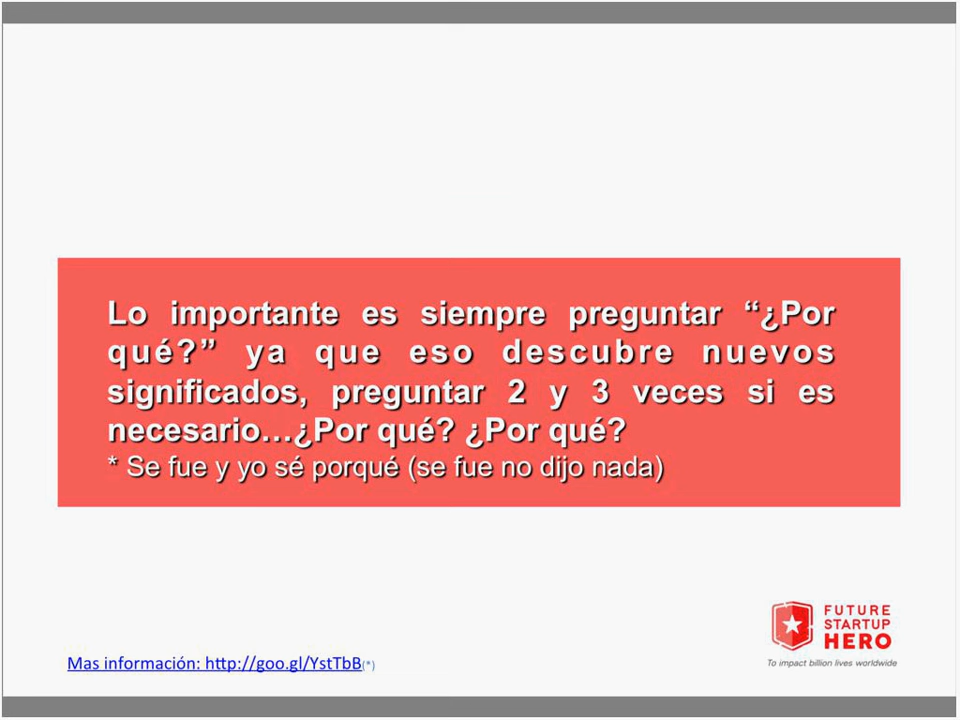 Lo importante es siempre preguntar “¿Por
qué?” ya que eso descubre nuevos
significados, preguntar 2 y 3 veces si es
necesario…¿Por qué? ¿Por qué?
* Se fue y yo sé porqué (se fue no dijo nada)
FUTURE
STARTUP
HERO
To impact billion lives worldwide
Mas información: http://goo.gl/YstTbB(*)